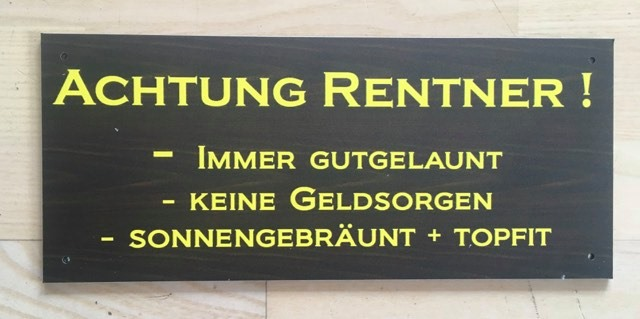 ACHTUNG RENTNER !
- IMMER GUTGELAUNT
- KEINE GELDSORGEN
- SONNENGEBRÄUNT + TOPFIT